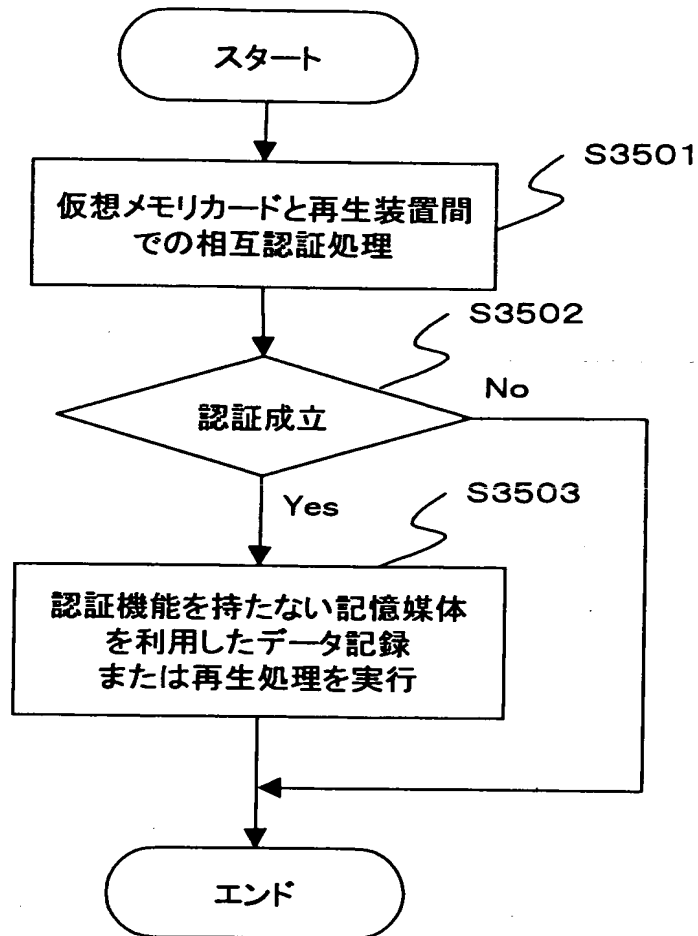 スタート
S3501
仮想メモリカードと再生装置間
での相互認証処理
S3502
認証成立
No
Yes
S3503
認証機能を持たない記憶媒体
を利用したデータ記録
または再生処理を実行
エンド